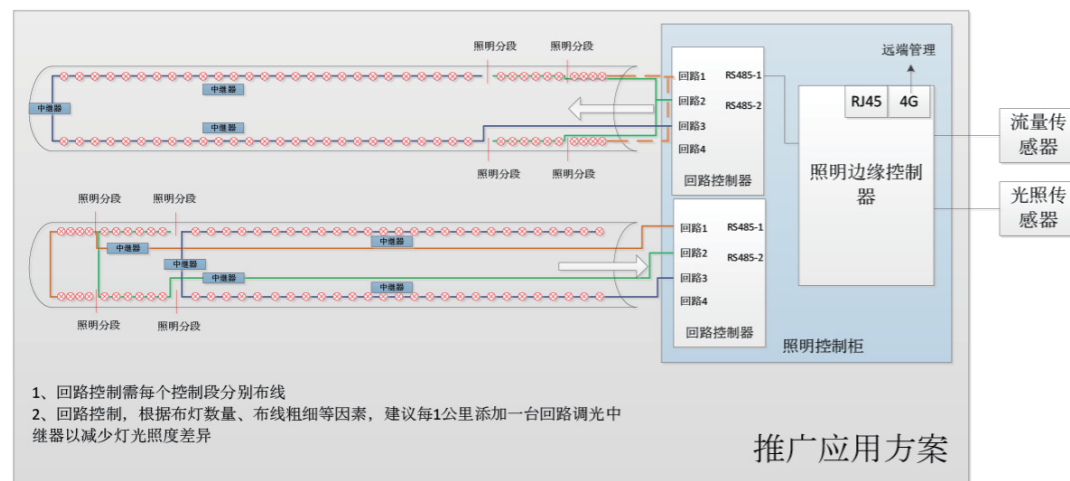 照明分段
照明分段
中继器
中继器
中继器
照明分段
照明分段
回路1
RS485-1
回路2
RS485-2
回路3
回路4
回路控制器
远端管理
RJ45
4G
照明边缘控制
器
流量传
感器
光照传
感器
照明分段
照明分段
中继器
中继器
中继器
中继器
中继器
照明分段
照明分段
回路1
RS485-1
回路2
RS485-2
回路3
回路4
回路控制器
照明控制柜
1、回路控制需每个控制段分别布线
2、回路控制，根据布灯数量、布线粗细等因素，建议每1公里添加一台回路调光中
继器以减少灯光照度差异
推广应用方案